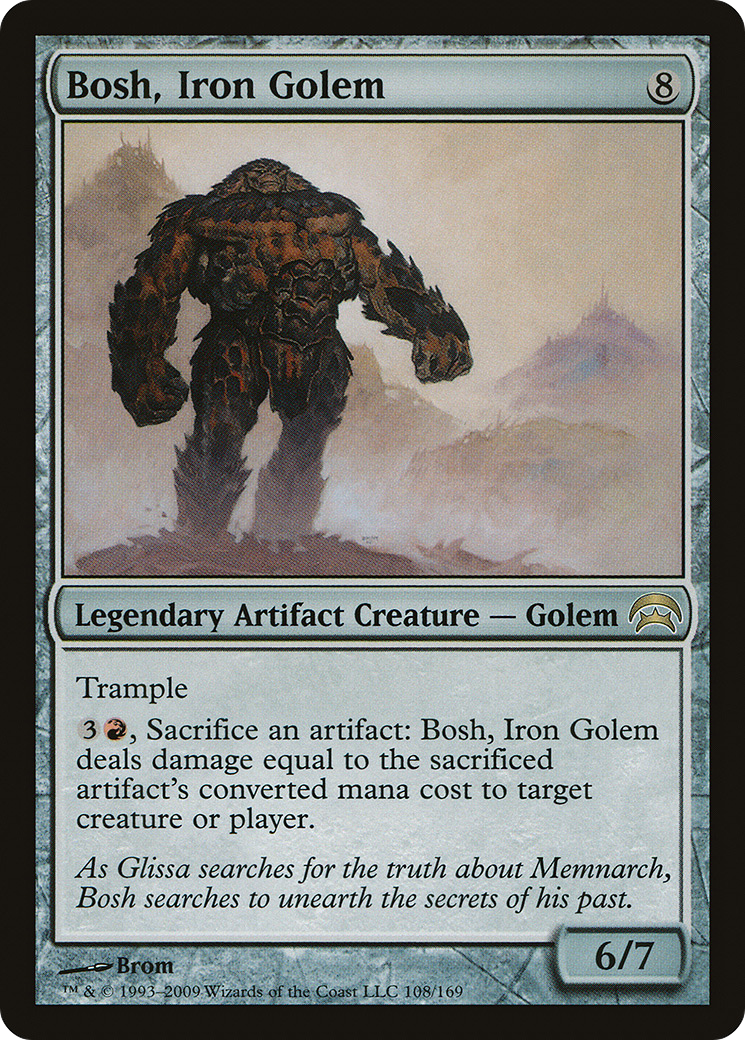 Bosh, Iron Golem 8
Legendary Artifact Creature — Golem
Trample
3, Sacrifice an artifact: Bosh, Iron Golem
deals damage equal to the sacrificed
artifact's converted mana cost to target
creature or player.
As Glissa searches for the truth about Memnarch,
Bosh searches to unearth the secrets of his past.
6/7
Brom
™ & © 1993–2009 Wizards of the Coast LLC 108/169